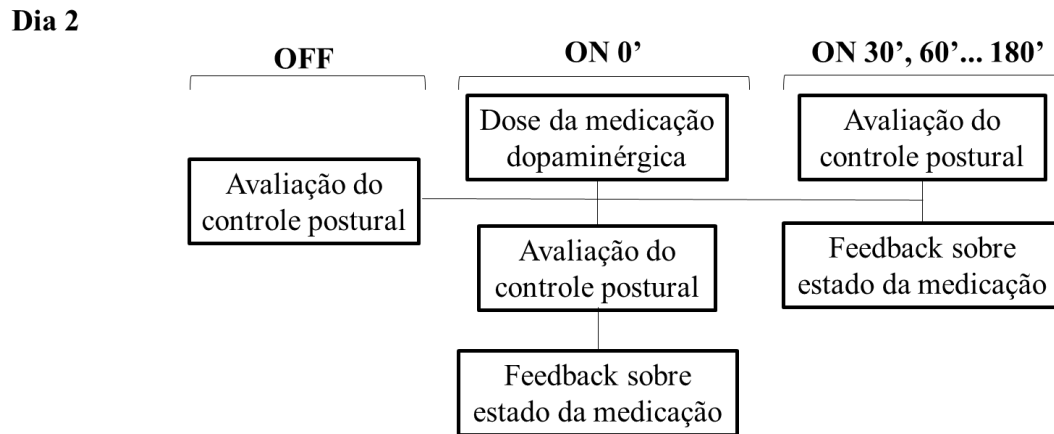 Dia 2
OFF
Avaliação do
controle postural
ON 0’
Dose da medicação
dopaminérgica
Avaliação do
controle postural
Feedback sobre
estado da medicação
ON 30’, 60’... 180’
Avaliação do
controle postural
Feedback sobre
estado da medicação